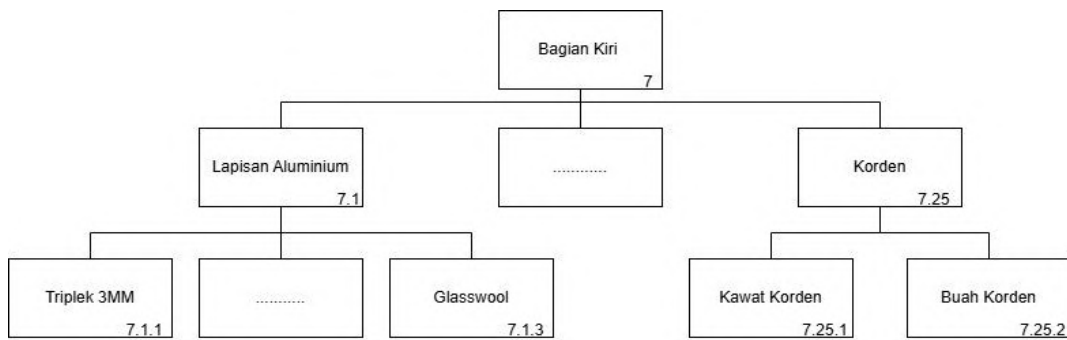 Bagian Kiri
7
Lapisan Aluminium
7.1
............
Korden
7.25
Triplek 3MM
7.1.1
...........
Glasswool
7.1.3
Kawat Korden
7.25.1
Buah Korden
7.25.2